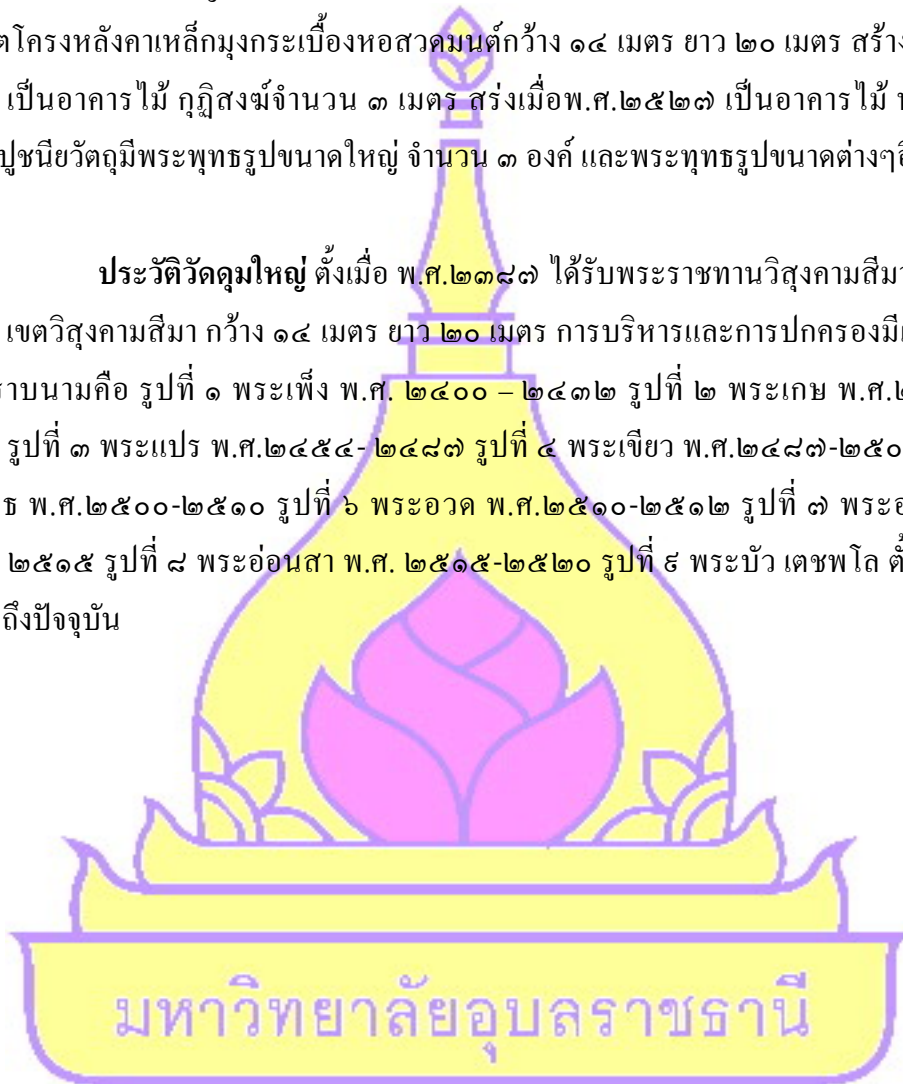 ตโครงหลังคาเหล็กมุงกระเบื้องหอสวดมนต์กว้าง ๑๔ เมตร ยาว ๒๐ เมตร สร้าง
เป็นอาคารไม้ กุฏิสงฆ์จำนวน ๓ เมตร สร่งเมื่อพ.ศ.๒๕๒๗ เป็นอาคารไม้
ปูชนียวัตถุมีพระพุทธรูปขนาดใหญ่ จำนวน ๓ องค์ และพระทุทธรูปขนาดต่างๆอี
ประวัติวัดดุมใหญ่ ตั้งเมื่อ พ.ศ.๒๓๘๗ ได้รับพระราชทานวิสุงคามสีมา
เขตวิสุงคามสีมา กว้าง ๑๔ เมตร ยาว ๒๐ เมตร การบริหารและการปกครองมี
ราบนามคือ รูปที่ ๑ พระเพ็ง พ.ศ. ๒๔๐๐ – ๒๔๓๒ รูปที่ ๒ พระเกษ พ.ศ.๒
รูปที่ ๓ พระแปร พ.ศ.๒๔๕๔- ๒๔๘๗ รูปที่ ๔ พระเขียว พ.ศ.๒๔๘๗-๒๕๐
ธ พ.ศ.๒๕๐๐-๒๕๑๐ รูปที่ ๖ พระอวด พ.ศ.๒๕๑๐-๒๕๑๒ รูปที่ ๗ พระอ
๒๕๑๕ รูปที่ ๘ พระอ่อนสา พ.ศ. ๒๕๑๕-๒๕๒๐ รูปที่ ๙ พระบัว เตชพโล ตั้
ถึงปัจจุบัน
มหาวิทยาลัยอุบลราชธานี